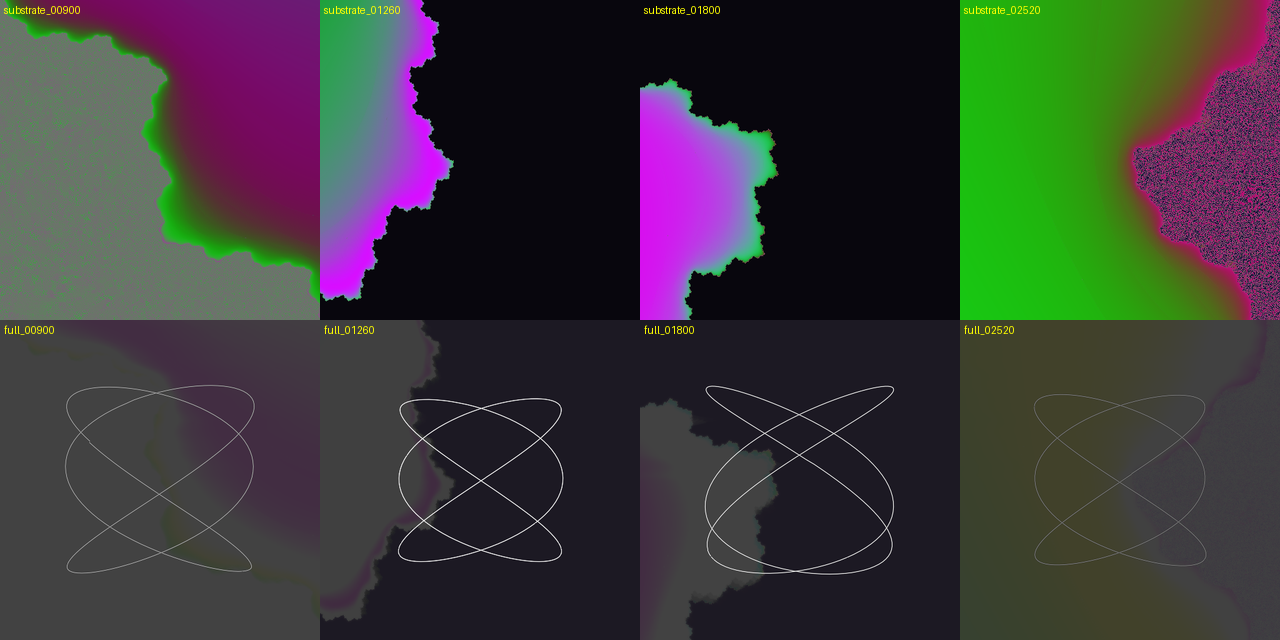 substrate_00900
substrate_01260
substrate_01800
substrate_02520
full_00900
full_01260
full_01800
full_02520